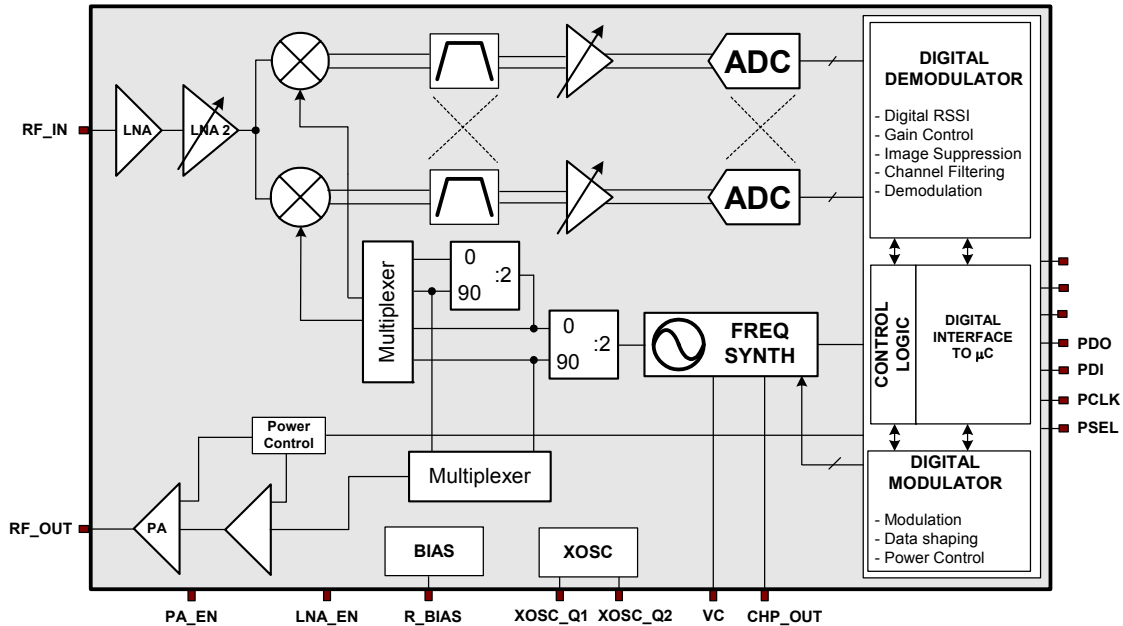 RF_IN
LNA
LNA 2
ADC
DIGITAL
DEMODULATOR
- Digital RSSI
- Gain Control
- Image Suppression
- Channel Filtering
- Demodulation
ADC
Multiplexer
0
:2
90
0
:2
90
FREQ
SYNTH
CONTROL
LOGIC
DIGITAL
INTERFACE
TO µC
PDO
PDI
PCLK
PSEL
Power
Control
Multiplexer
DIGITAL
MODULATOR
- Modulation
- Data shaping
- Power Control
RF_OUT
PA
BIAS
XOSC
PA_EN
LNA_EN
R_BIAS
XOSC_Q1
XOSC_Q2
VC
CHP_OUT